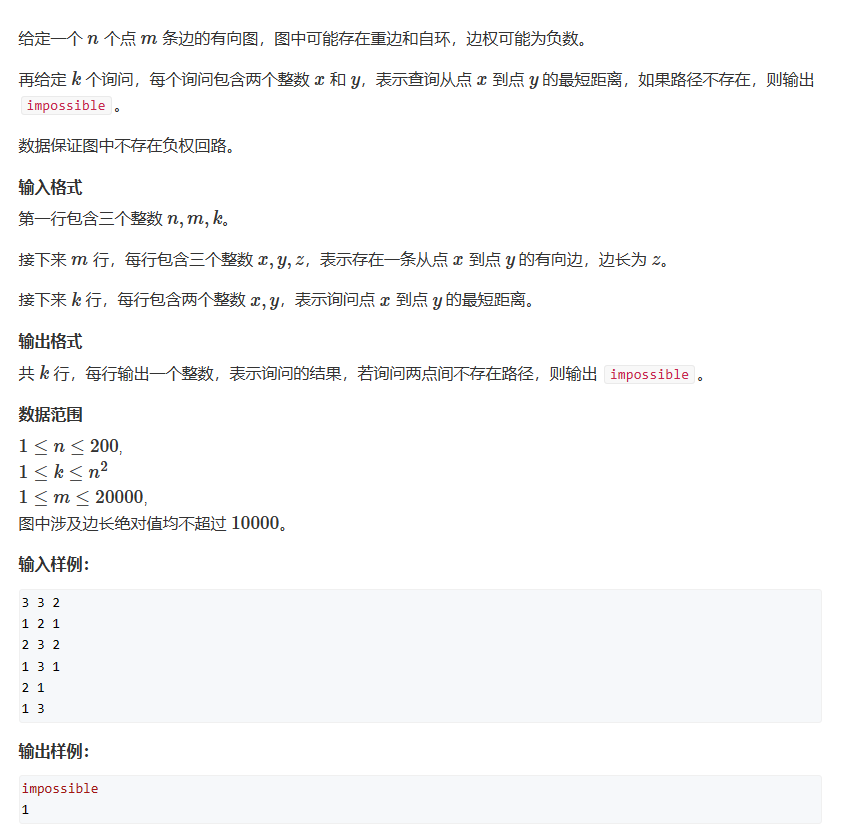 给定一个 n 个点 m 条边的有向图，图中可能存在重边和自环，边权可能为负数。
再给定 k 个询问，每个询问包含两个整数 x 和 y，表示查询从点 x 到点 y 的最短距离，如果路径不存在，则输出
impossible 。
数据保证图中不存在负权回路。
输入格式
第一行包含三个整数 n, m, k。
接下来 m 行，每行包含三个整数 x, y, z，表示存在一条从点 x 到点 y 的有向边，边长为 z。
接下来 k 行，每行包含两个整数 x, y，表示询问点 x 到点 y 的最短距离。
输出格式
共 k 行，每行输出一个整数，表示询问的结果，若询问两点间不存在路径，则输出 impossible 。
数据范围
1 ≤ n ≤ 200,
1 ≤ k ≤ n²
1 ≤ m ≤ 20000,
图中涉及边长绝对值均不超过 10000。
输入样例：
3 3 2
1 2 1
2 3 2
1 3 1
2 1
1 3
输出样例：
impossible
1